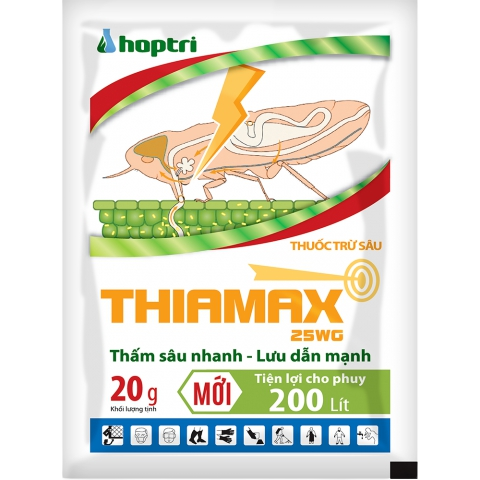 hoptri
THUỐC TRỪ SÂU
THIAMAX
25WG
Thấm sâu nhanh - Lưu dẫn mạnh
20 g
Khối lượng tịnh
MỚI
Tiện lợi cho phuy
200 Lít